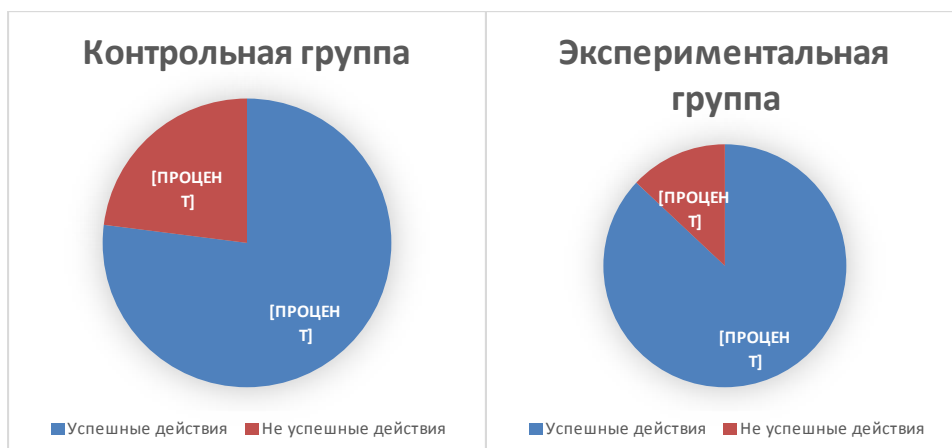 Контрольная группа
[ПРОЦЕН
Т]
[ПРОЦЕН
Т]
Успешные действия
Не успешные действия
Экспериментальная
группа
[ПРОЦЕН
Т]
[ПРОЦЕН
Т]
Успешные действия
Не успешные действия